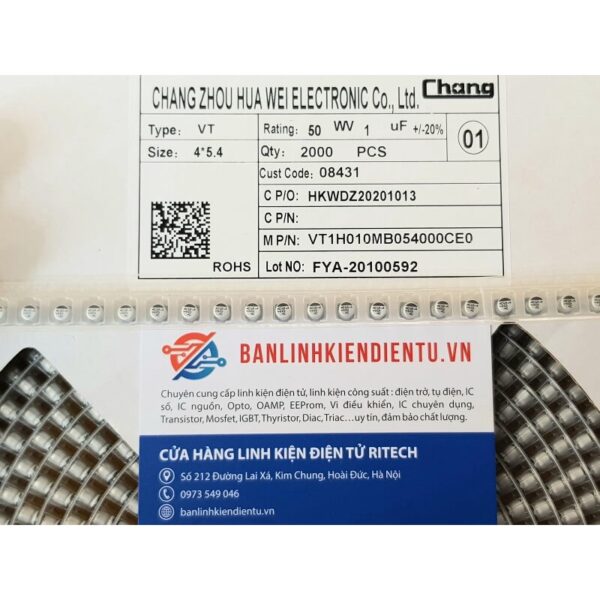 CHANG ZHOU HUA WEI ELECTRONIC Co., Ltd. Chang
Type: VT
Rating: 50 WV 1 uF +/-20%
01
Size: 4*5.4
Qty: 2000 PCS
Cust Code: 08431
C P/O: HKWDZ20201013
C P/N:
M P/N: VT1H010MB054000CE0
ROHS
Lot NO: FYA-20100592
BANLINHKIENDIENTU.VN
Chuyên cung cấp linh kiện điện tử, linh kiện công suất : điện trở, tụ điện, IC
số, IC nguồn, Opto, OAMP, EEProm, Vi điều khiển, IC chuyên dụng,
Transistor, Mosfet, IGBT, Thyristor, Diac, Triac... uy tín, đảm bảo chất lượng.
CỬA HÀNG LINH KIỆN ĐIỆN TỬ RITECH
Số 212 Đường Lai Xá, Kim Chung, Hoài Đức, Hà Nội
0973 549 046
banlinhkiendientu.vn